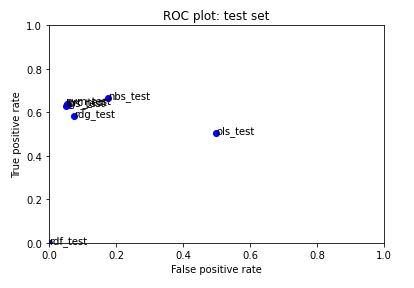 ROC plot: test set
True positive rate
1.0
0.8
0.6
0.4
0.2
0.0
nbs_test
rdg_test
ols_test
rdf_test
0.0 0.2 0.4 0.6 0.8 1.0
False positive rate